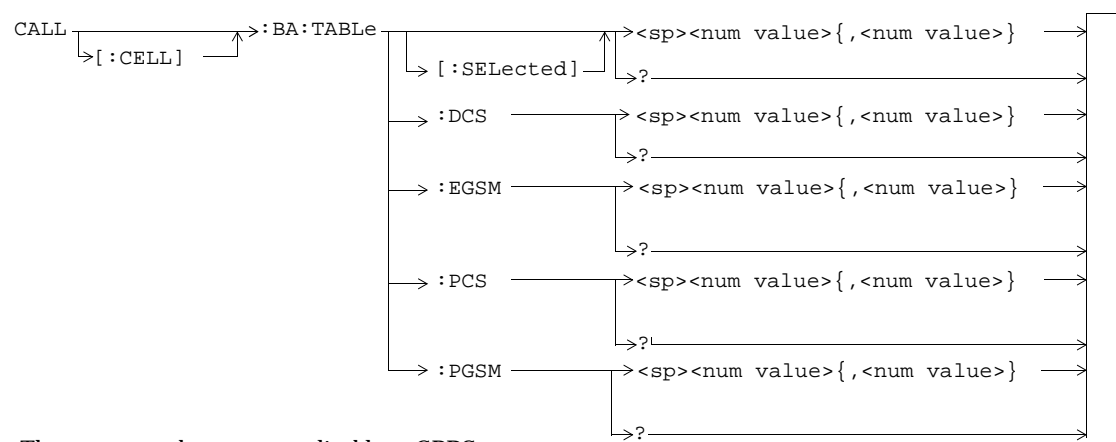 CALL :BA:TABLe <sp><num value>{,<num value>}
[:CELL] [:SELected] ?
:DCS <sp><num value>{,<num value>}
?
:EGSM <sp><num value>{,<num value>}
?
:PCS <sp><num value>{,<num value>}
?
:PGSM <sp><num value>{,<num value>}
?